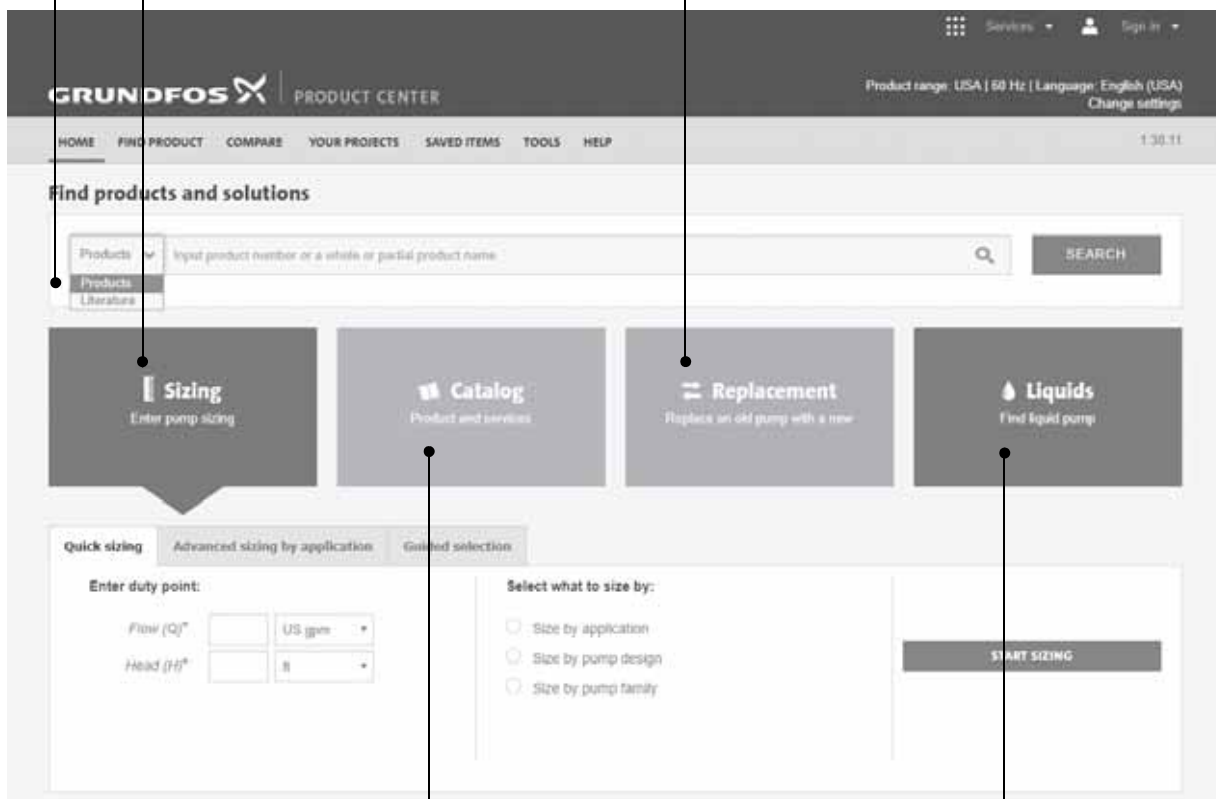 Services Sign in
GRUNDFOS PRODUCT CENTER
Product range: USA | 60 Hz | Language: English (USA)
Change settings
HOME FIND PRODUCT COMPARE YOUR PROJECTS SAVED ITEMS TOOLS HELP
1.30.11
Find products and solutions
Products Input product number or a whole or partial product name SEARCH
Products
Literature
Sizing
Enter pump sizing
Catalog
Product and services
Replacement
Replace an old pump with a new
Liquids
Find liquid pump
Quick sizing Advanced sizing by application Guided selection
Enter duty point:
Flow (Q)* US gpm
Head (H)* ft
Select what to size by:
Size by application
Size by pump design
Size by pump family
START SIZING